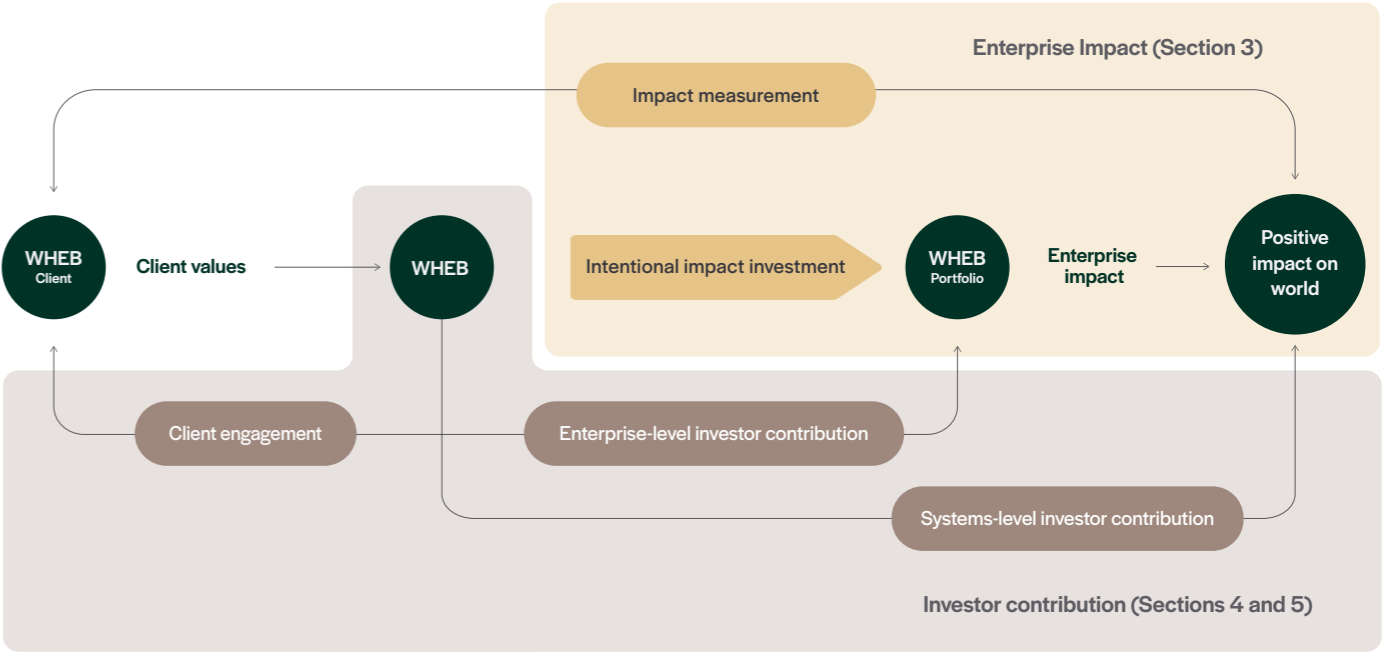 Enterprise Impact (Section 3)
Impact measurement
WHEB
Client
Client values
WHEB
Intentional impact investment
WHEB
Portfolio
Enterprise
impact
Positive
impact on
world
Client engagement
Enterprise-level investor contribution
Systems-level investor contribution
Investor contribution (Sections 4 and 5)